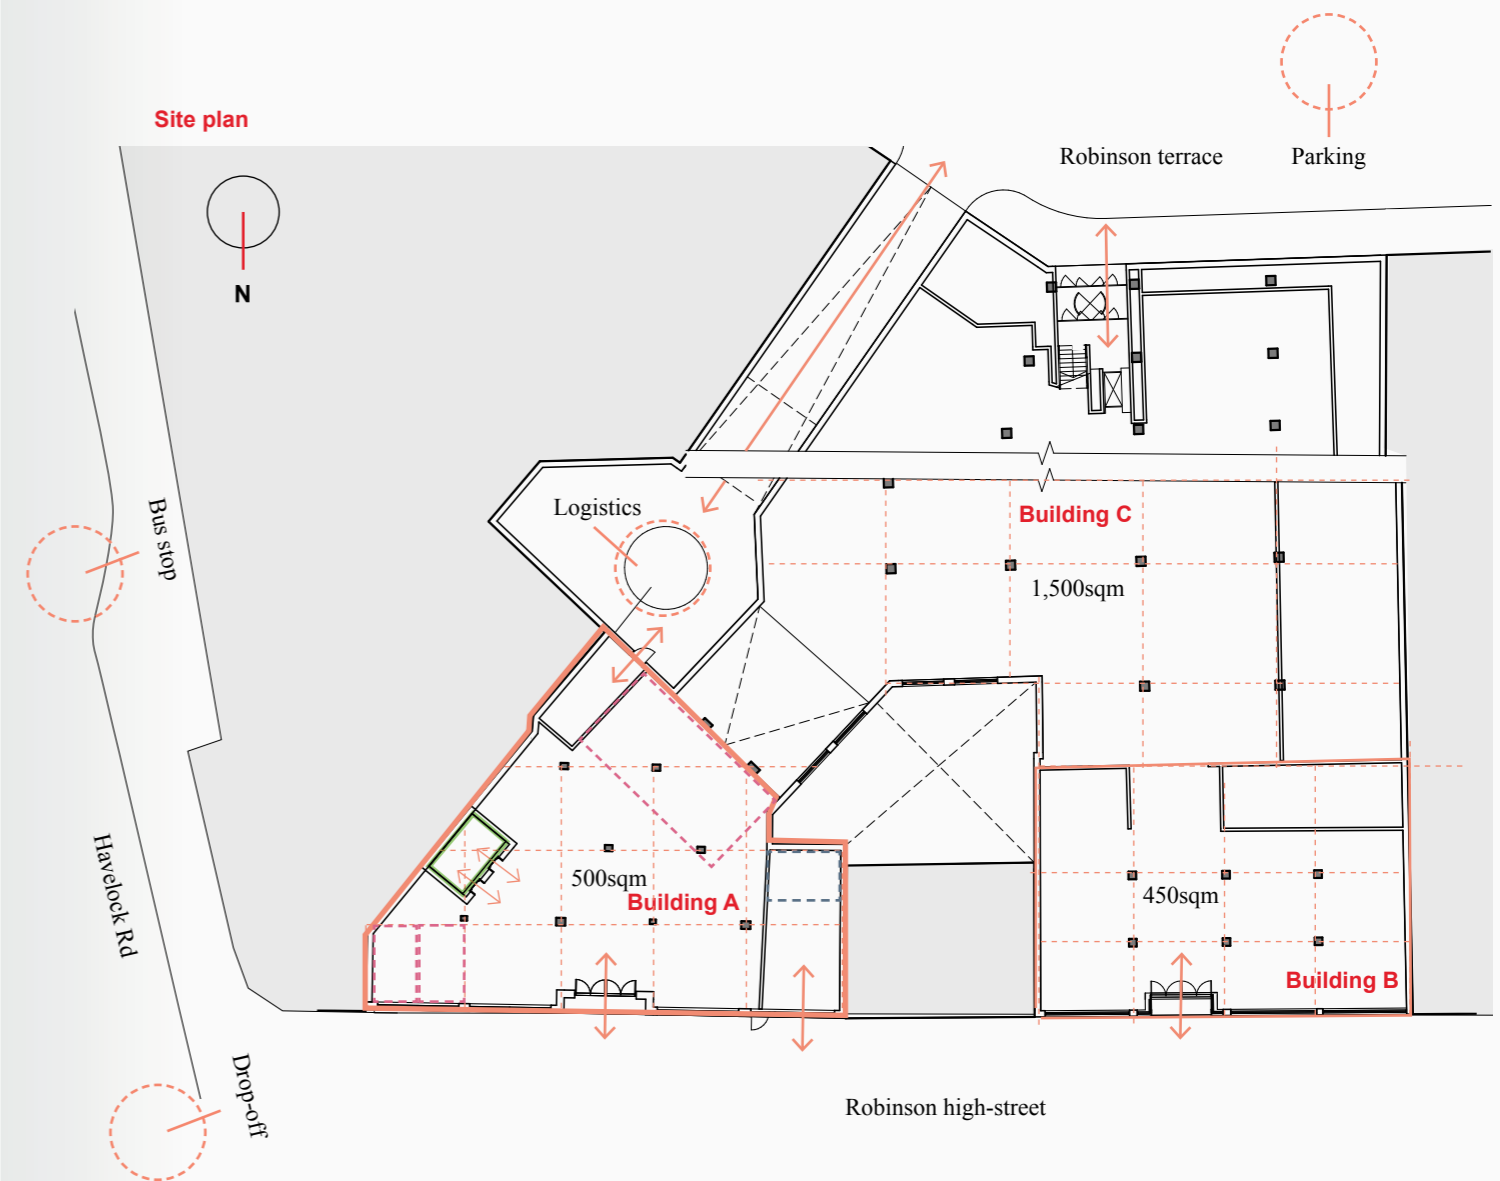 Site plan
N
Robinson terrace
Parking
Bus stop
Logistics
Building C
1,500sqm
Havelock Rd
500sqm
Building A
450sqm
Building B
Drop-off
Robinson high-street